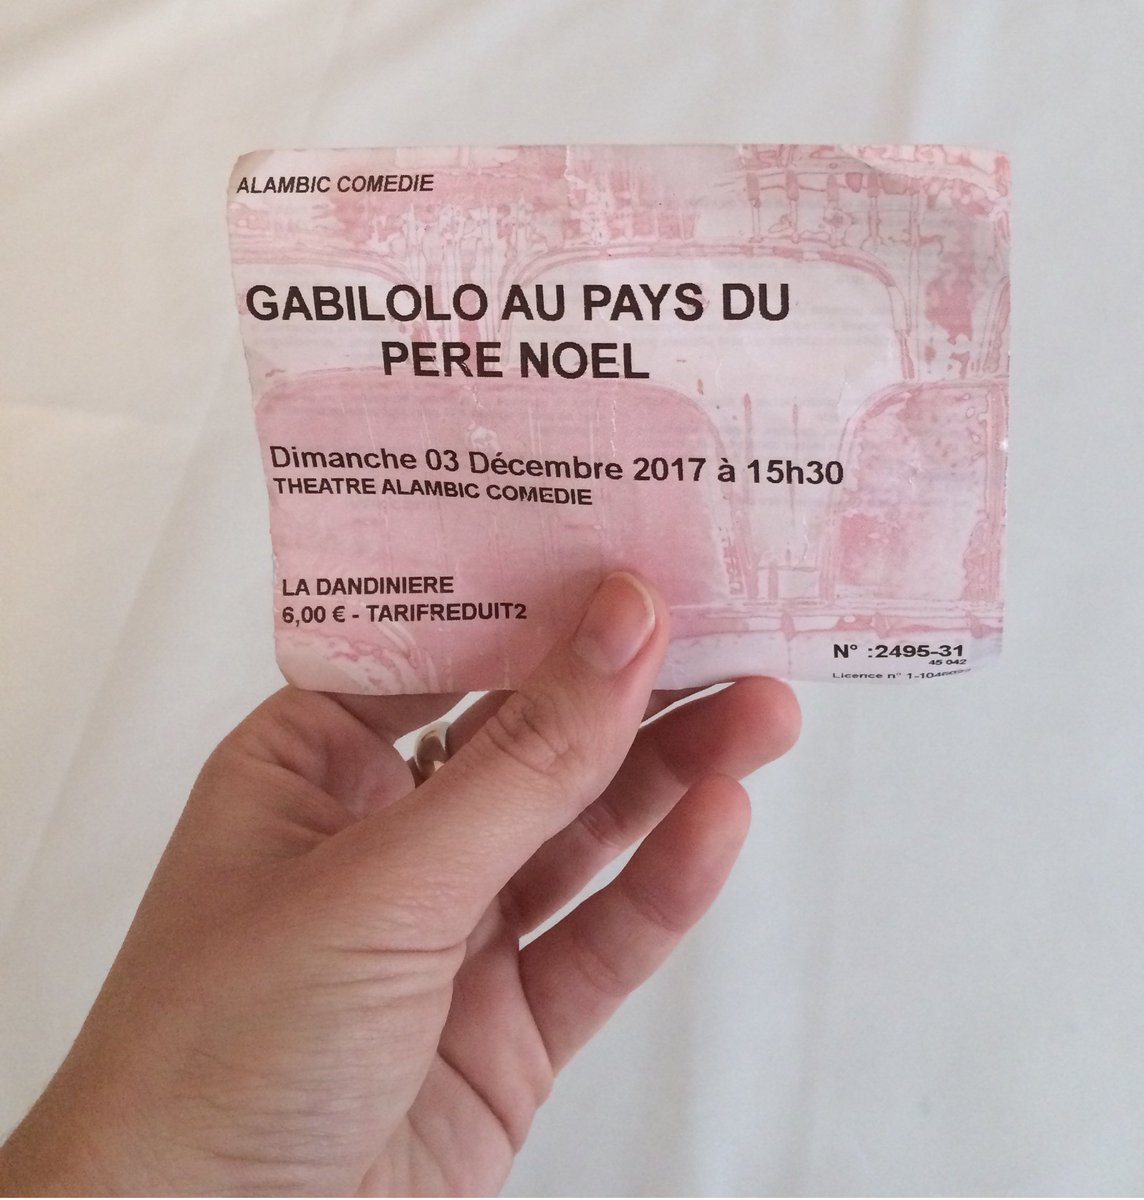 ALAMBIC COMEDIE
GABILOLO AU PAYS DU
PERE NOEL
Dimanche 03 Décembre 2017 à 15h30
THEATRE ALAMBIC COMEDIE
LA DANDINIERE
6,00 € - TARIFREDUIT2
N° :2495-31
45 042
Licence n°